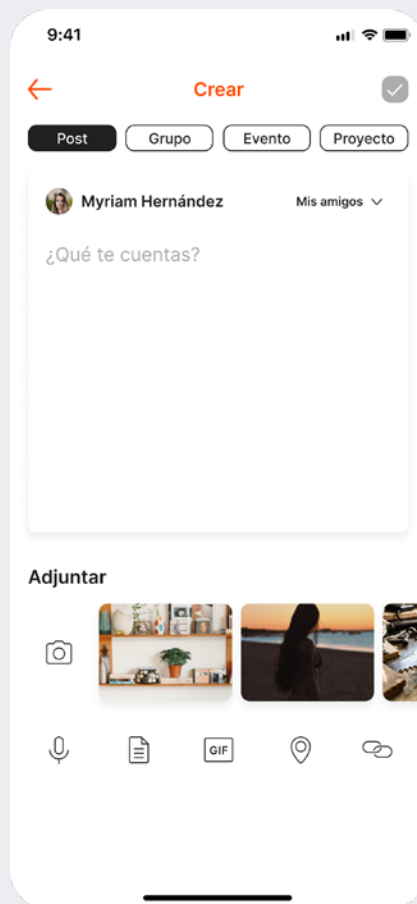 9:41
Crear
Post Grupo Evento Proyecto
Myriam Hernández Mis amigos
¿Qué te cuentas?
Adjuntar
GIF